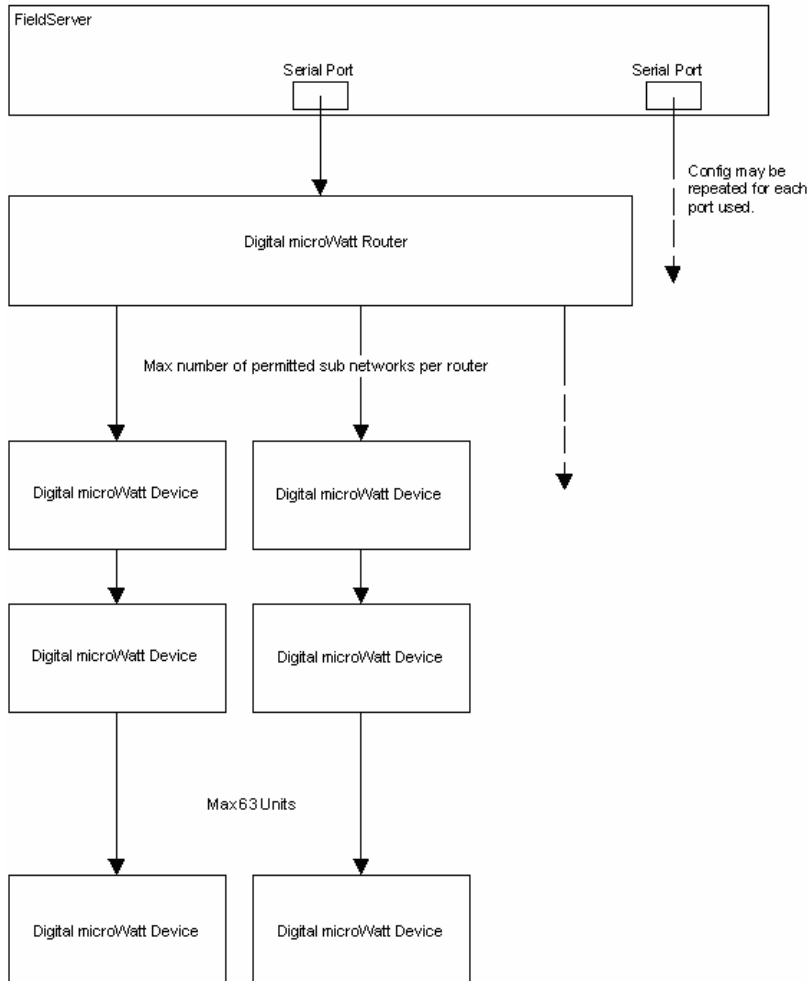 FieldServer
Serial Port
Serial Port
Config may be
repeated for each
port used.
Digital microWatt Router
Max number of permitted sub networks per router
Digital microWatt Device
Digital microWatt Device
Digital microWatt Device
Digital microWatt Device
Max 63 Units
Digital microWatt Device
Digital microWatt Device